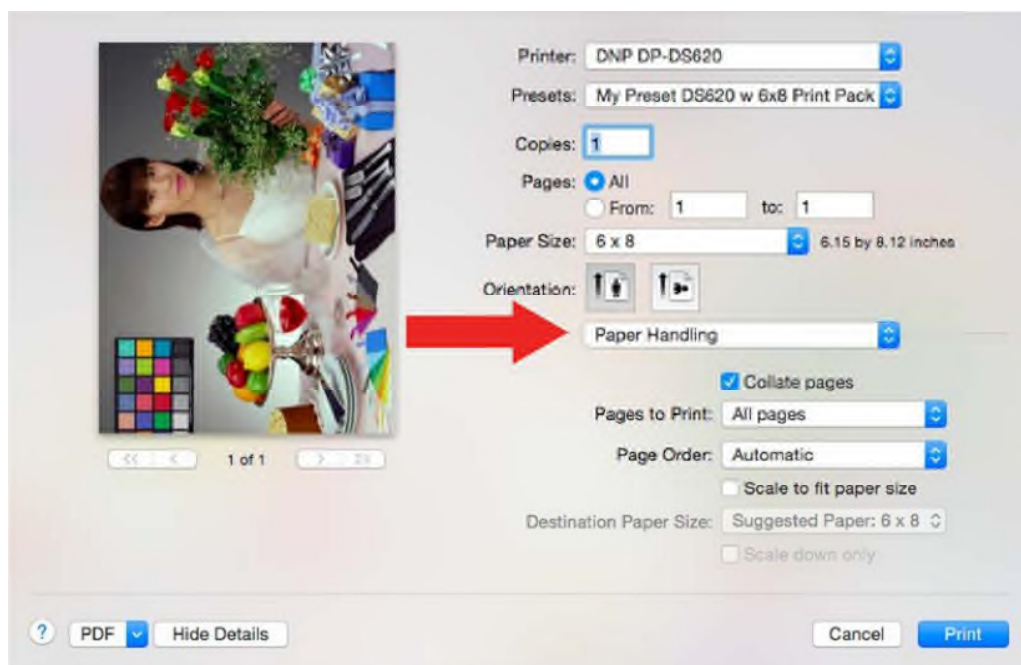 Printer: DNP DP-DS620
Presets: My Preset DS620 w 6x8 Print Pack
Copies: 1
Pages: All
From: 1 to: 1
Paper Size: 6 x 8 6.15 by 8.12 inches
Orientation:
Paper Handling
Collate pages
Pages to Print: All pages
Page Order: Automatic
Scale to fit paper size
Destination Paper Size: Suggested Paper: 6 x 8
Scale down only
<< < 1 of 1 > >>
? PDF Hide Details Cancel Print